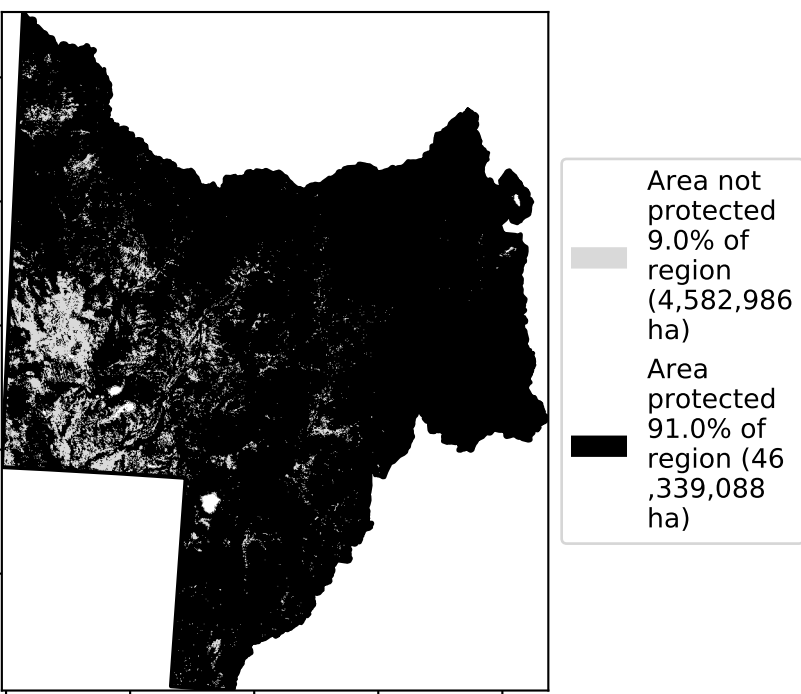 Area not
protected
9.0% of
region
(4,582,986
ha)
Area
protected
91.0% of
region (46
,339,088
ha)